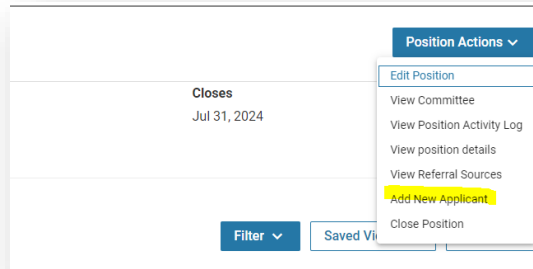 Position Actions
Edit Position
Closes
View Committee
Jul 31, 2024
View Position Activity Log
View position details
View Referral Sources
Add New Applicant
Close Position
Filter
Saved